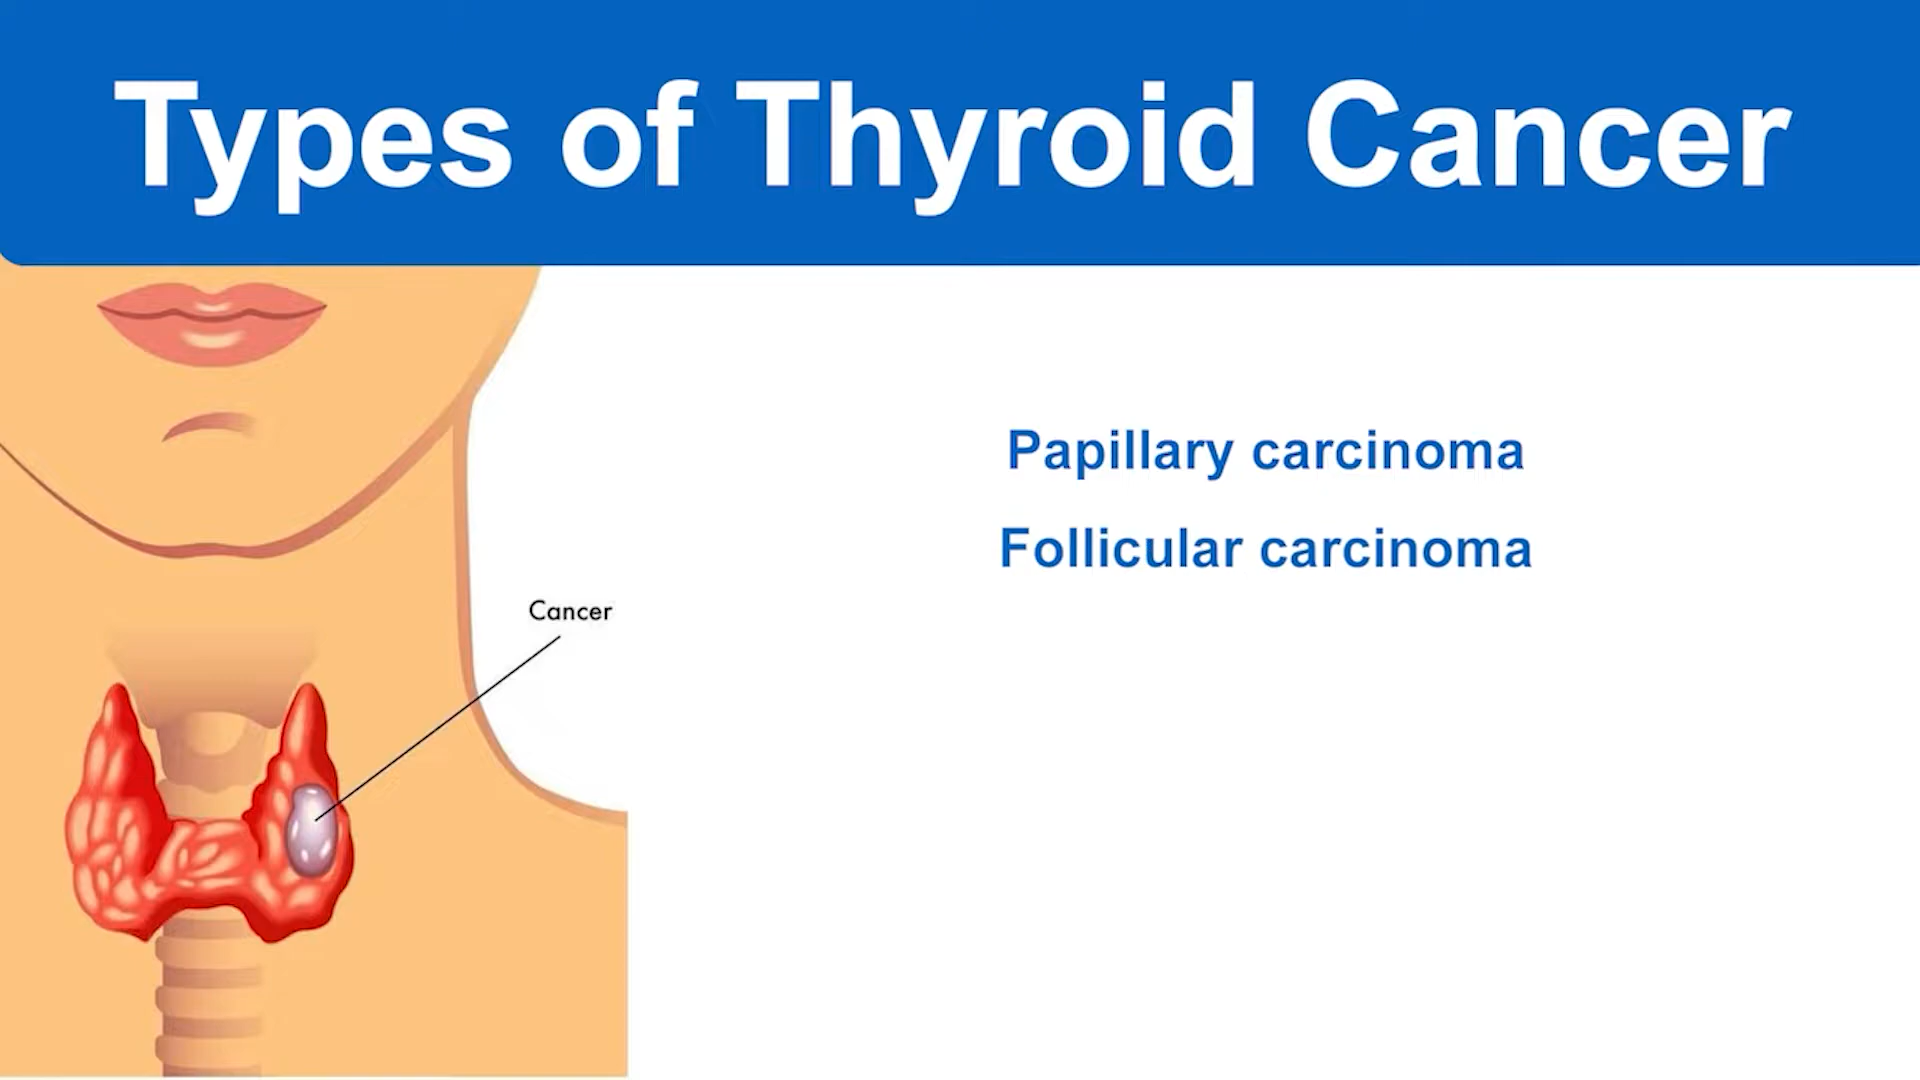 Types of Thyroid Cancer
Papillary carcinoma
Follicular carcinoma
Cancer